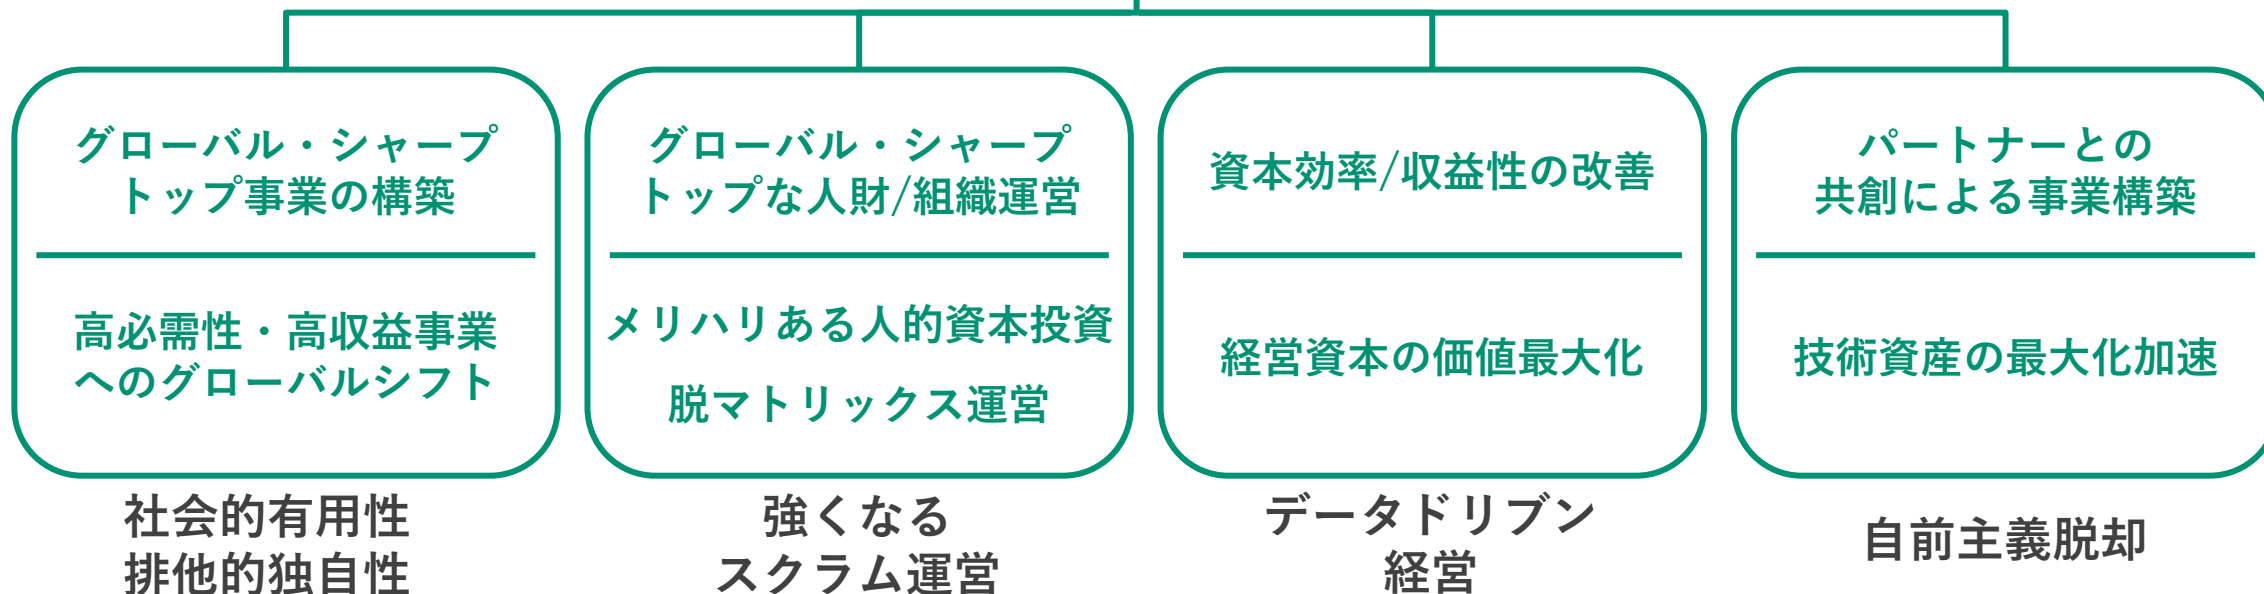 グローバル・シャープ
トップ事業の構築
高必需性・高収益事業
へのグローバルシフト
社会的有用性
排他的独自性
グローバル・シャープ
トップな人財/組織運営
メリハリある人的資本投資
脱マトリックス運営
強くなる
スクラム運営
資本効率/収益性の改善
経営資本の価値最大化
データドリブン
経営
パートナーとの
共創による事業構築
技術資産の最大化加速
自前主義脱却